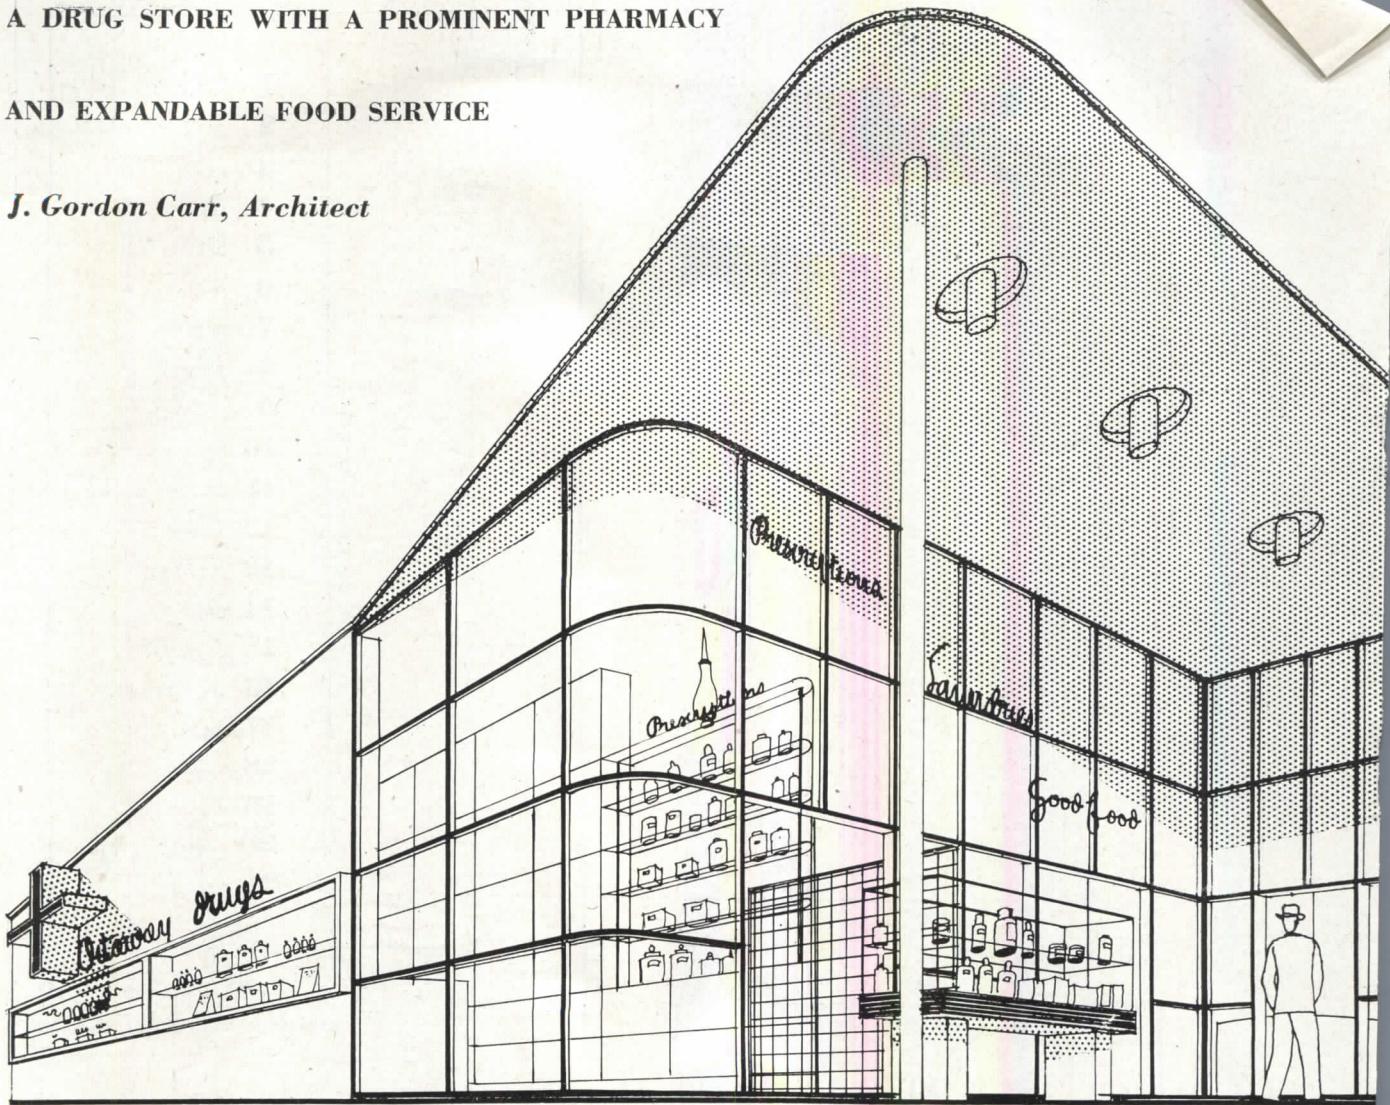 A DRUG STORE WITH A PROMINENT PHARMACY
AND EXPANDABLE FOOD SERVICE
J. Gordon Carr, Architect
Prescriptions
Prescriptions
Good food
drugs